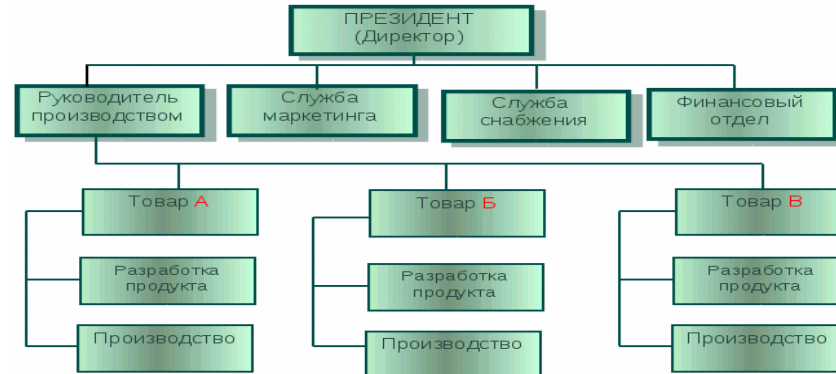 ПРЕЗИДЕНТ
(Директор)
Руководитель
производством
Служба
маркетинга
Служба
снабжения
Финансовый
отдел
Товар А
Товар Б
Товар В
Разработка
продукта
Разработка
продукта
Разработка
продукта
Производство
Производство
Производство